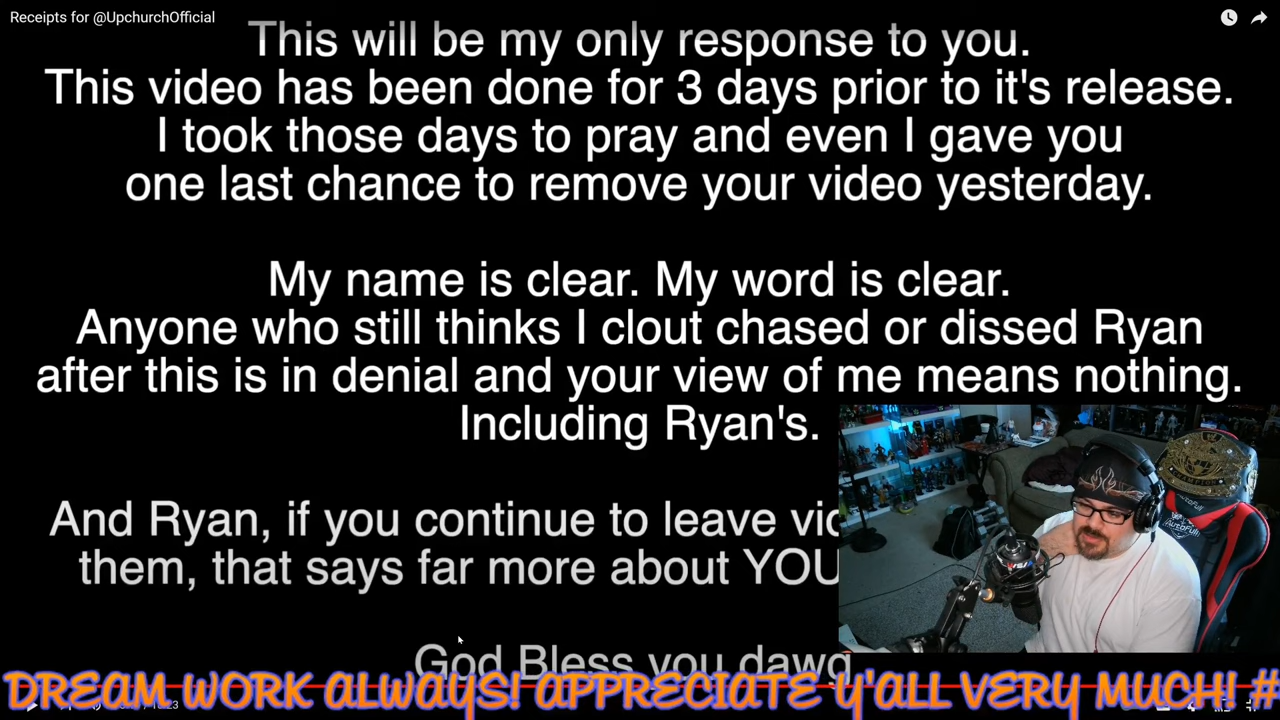 Receipts for @UpchurchOfficial
This will be my only response to you.
This video has been done for 3 days prior to it's release.
I took those days to pray and even I gave you
one last chance to remove your video yesterday.
My name is clear. My word is clear.
Anyone who still thinks I clout chased or dissed Ryan
after this is in denial and your view of me means nothing.
Including Ryan's.
And Ryan, if you continue to leave
them, that says far more about YOU
God Bless you dawg
DREAM WORK ALWAYS! APPRECIATE Y'ALL VERY MUCH! #